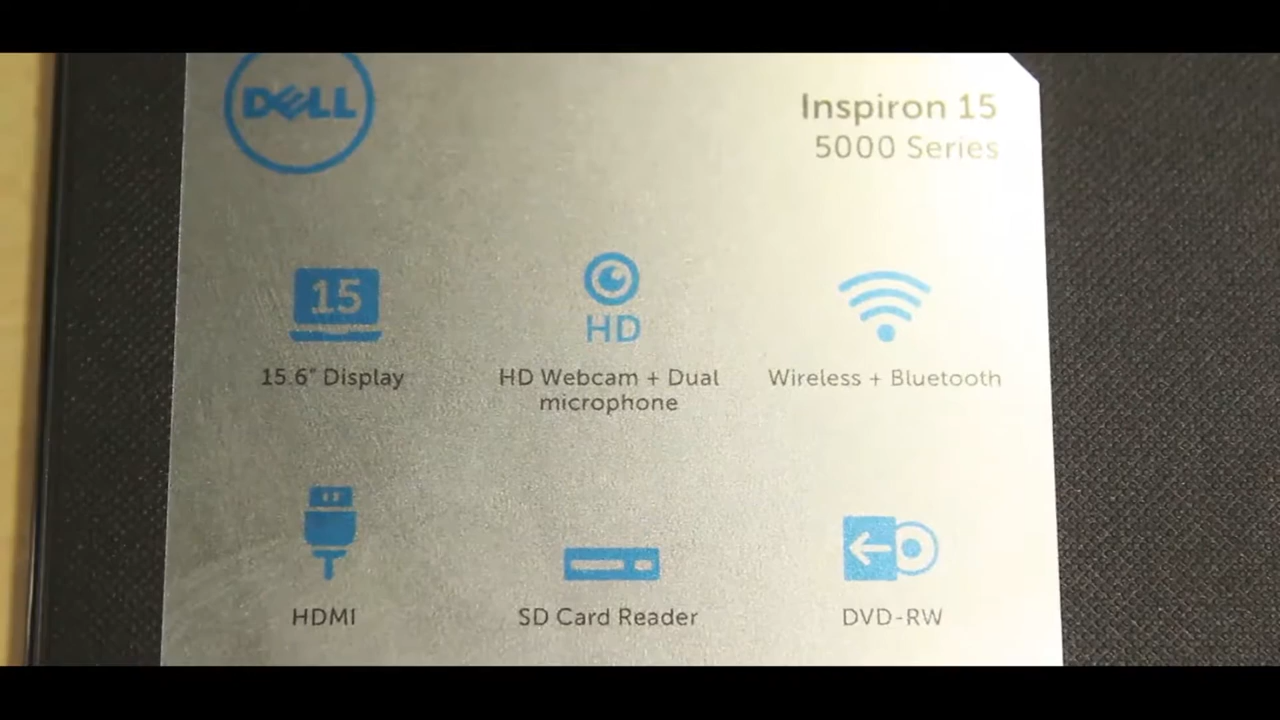 DELL
Inspiron 15
5000 Series
15
HD
15.6" Display
HD Webcam + Dual
microphone
Wireless + Bluetooth
HDMI
SD Card Reader
DVD-RW